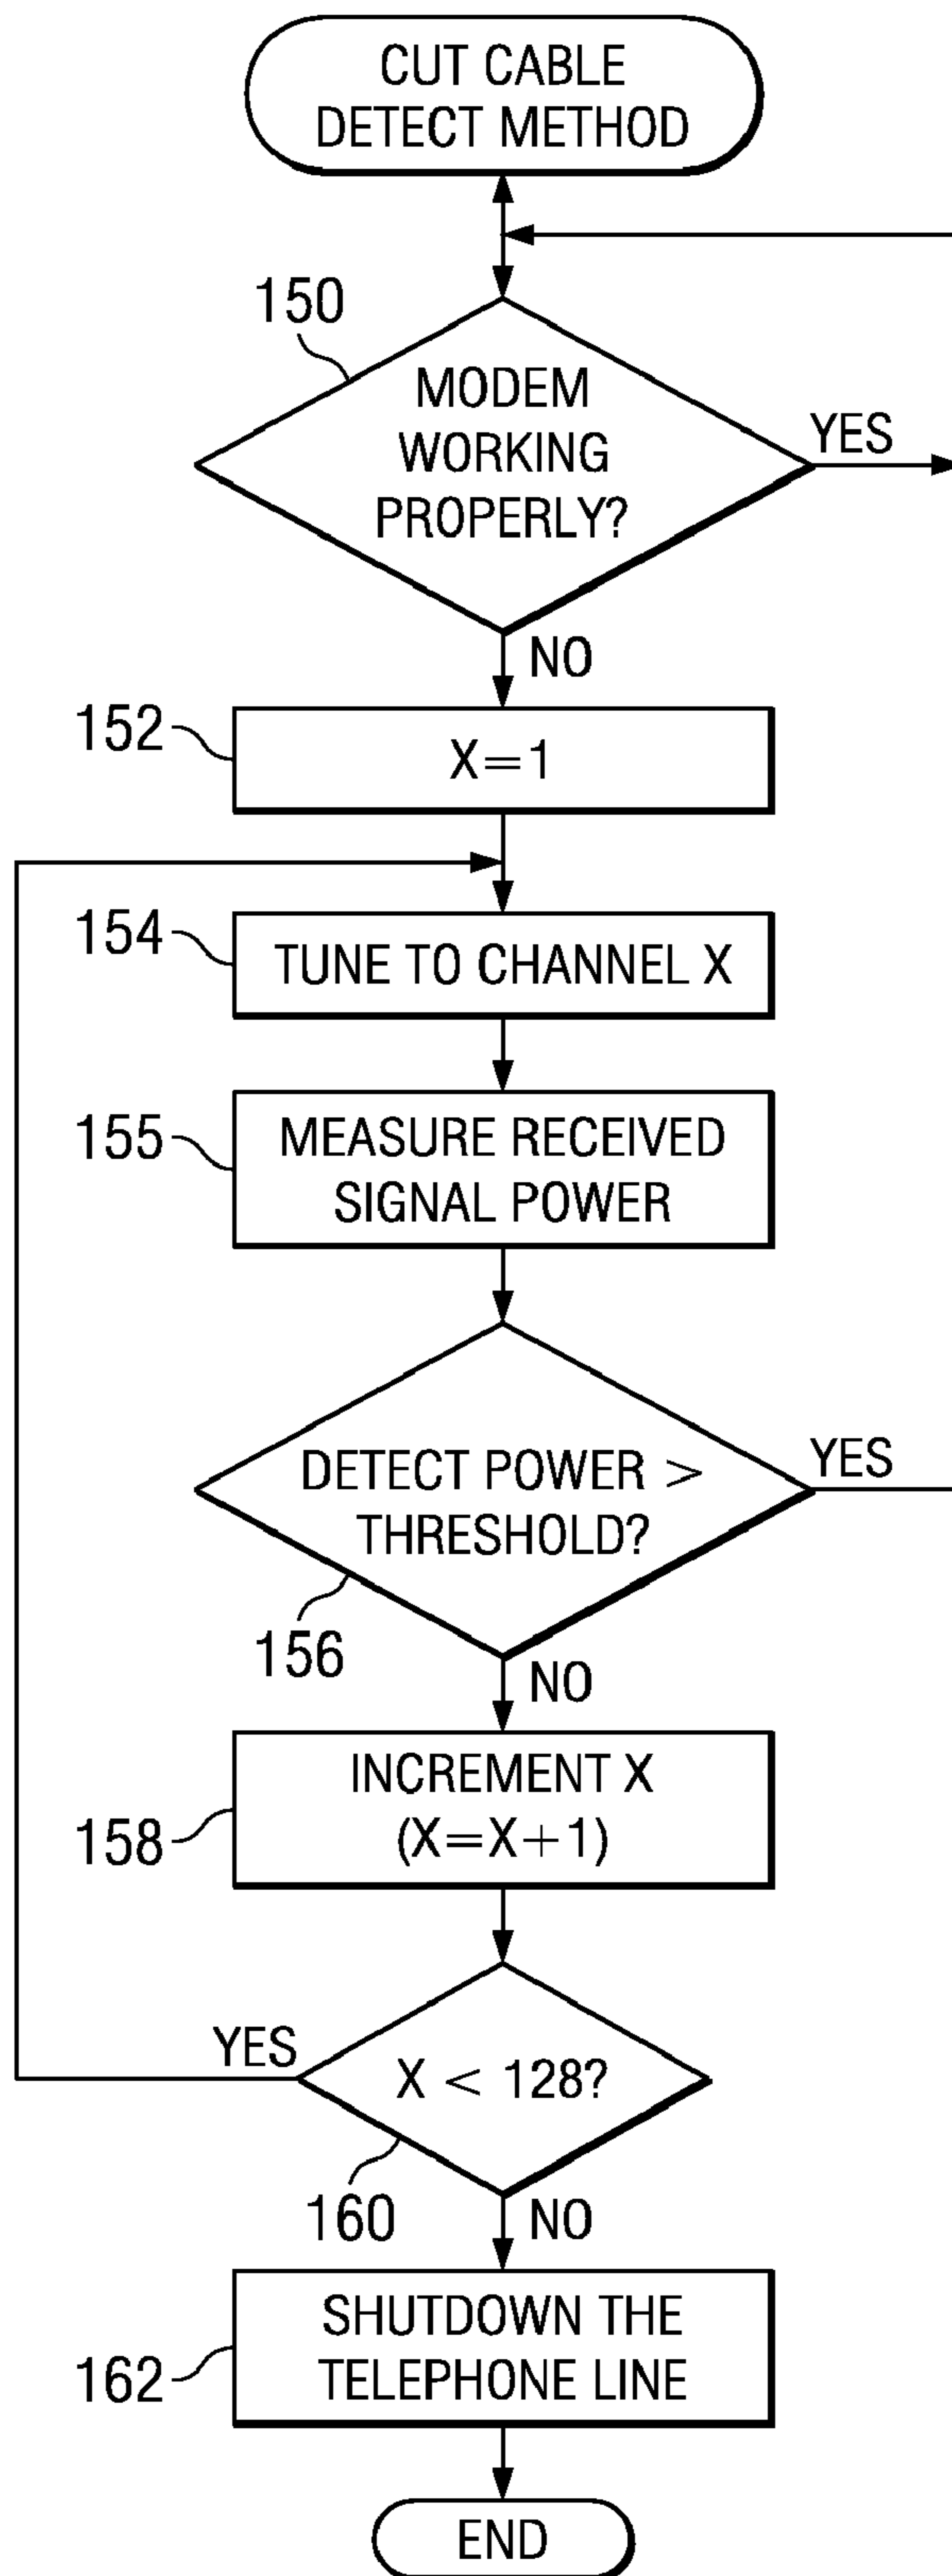 CUT CABLE
DETECT METHOD
150
MODEM
WORKING
PROPERLY?
YES
NO
152
X=1
154
TUNE TO CHANNEL X
155
MEASURE RECEIVED
SIGNAL POWER
DETECT POWER >
THRESHOLD?
YES
156
NO
INCREMENT X
(X=X+1)
158
YES
X < 128?
160
NO
SHUTDOWN THE
TELEPHONE LINE
162
END